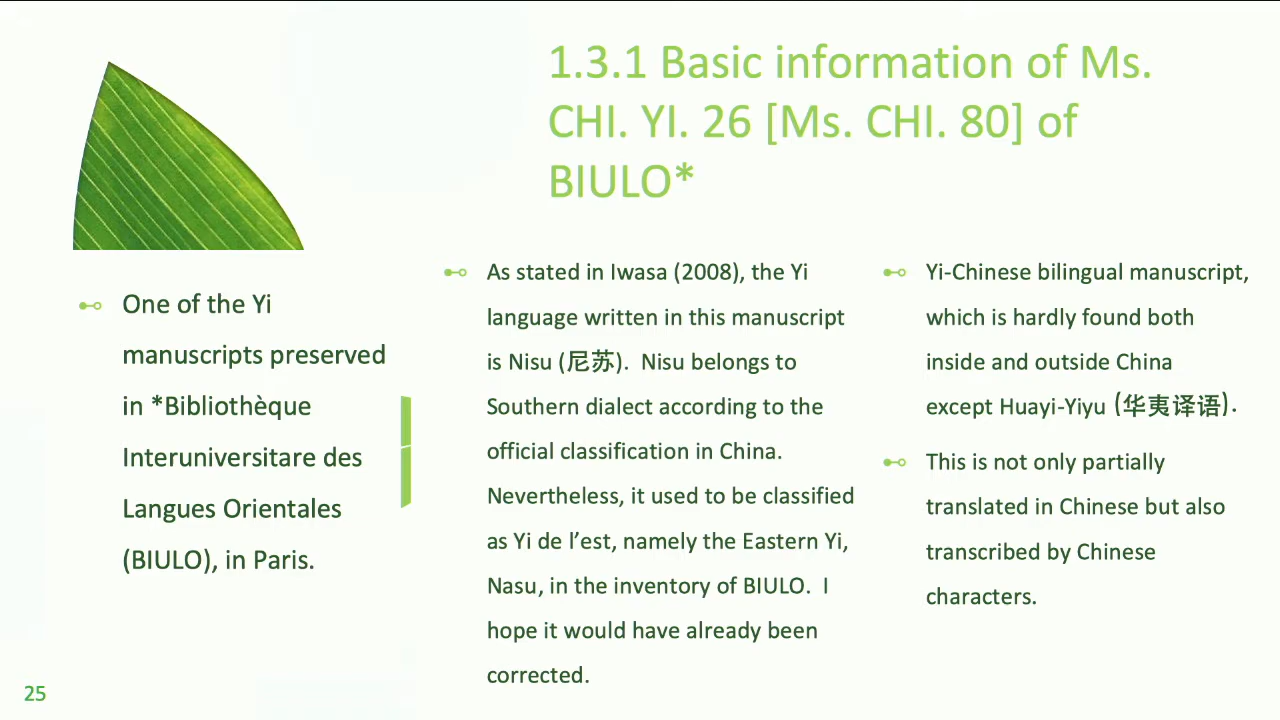 1.3.1 Basic information of Ms.
CHI. YI. 26 [Ms. CHI. 80] of
BIULO*
One of the Yi
manuscripts preserved
in *Bibliothèque
Interuniversitare des
Langues Orientales
(BIULO), in Paris.
As stated in Iwasa (2008), the Yi
language written in this manuscript
is Nisu (尼苏).  Nisu belongs to
Southern dialect according to the
official classification in China.
Nevertheless, it used to be classified
as Yi de l’est, namely the Eastern Yi,
Nasu, in the inventory of BIULO.  I
hope it would have already been
corrected.
Yi-Chinese bilingual manuscript,
which is hardly found both
inside and outside China
except Huayi-Yiyu (华夷译语).
This is not only partially
translated in Chinese but also
transcribed by Chinese
characters.
25